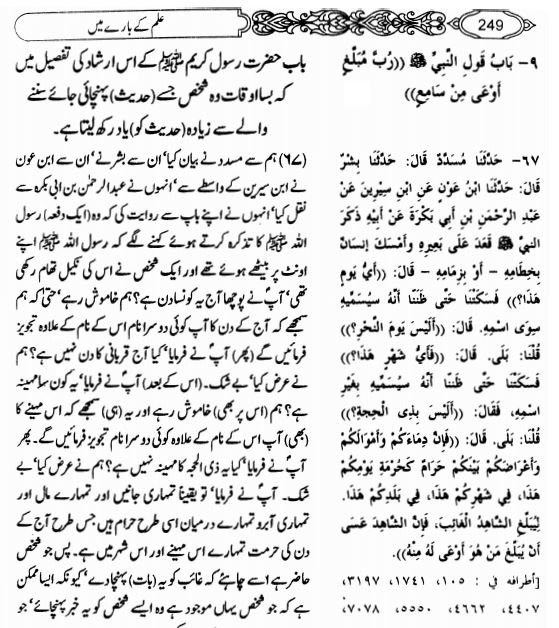 علم کے بارے میں
249
۹- بَابُ قَولِ النَّبِيِّ ﷺ ((رُبَّ مُبَلَّغٍ
أَوْعَى مِنْ سَامِعٍ))
۶۷- حَدَّثَنَا مُسَدَّدٌ قَالَ: حَدَّثَنَا بِشْرٌ
قَالَ: حَدَّثَنَا ابْنُ عَوْنٍ عَنِ ابْنِ سِيْرِينَ عَنْ
عَبْدِ الرَّحْمَنِ بْنِ أَبِي بَكْرَةَ عَنْ أَبِيْهِ ذَكَرَ
النبيَّ ﷺ قَعَدَ عَلَى بَعِيرِهِ وَأَمْسَكَ إِنسَانٌ
بِخِطَامِهِ – أَوْ بِزِمَامِهِ – قَالَ: ((أَيُّ يَومٍ
هَذَا؟)) فَسَكَتْنَا حَتَّى ظَنَنَّا أَنَّهُ سَيُسَمِّيْهِ
سِوَى اسْمِهِ. قَالَ: ((أَلَيْسَ يَومَ النَّحْرِ؟))
قُلْنَا: بَلَى. قَالَ: ((فَأَيُّ شَهْرٍ هَذَا؟))
فَسَكَتْنَا حَتَّى ظَنَنَّا أَنَّهُ سَيُسَمِّيْهِ بِغَيْرِ
اسْمِهِ، فَقَالَ: ((أَلَيْسَ بِذِي الْحِجةِ؟))
قُلْنَا: بَلَى. قَالَ: ((فَإِنَّ دِمَاءَكُمْ وَأَمْوَالَكُمْ
وَأَعْرَاضَكُمْ بَيْنَكُمْ حَرَامٌ كَحُرْمَةِ يَومِكُمْ
هَذَا، فِي شَهْرِكُمْ هَذَا، فِي بَلَدِكُمْ هَذَا.
لِيُبَلِّغِ الشَّاهِدُ الْغَائِبَ، فَإِنَّ الشَّاهِدَ عَسَى
أَنْ يُبَلِّغَ مَنْ هُوَ أَوْعَى لَهُ مِنْهُ)).
[أطرافه في : ١٠٥، ١٧٤١، ٣١٩٧،
٤٤٠٧، ٤٦٦٢، ٥٥٥٠، ٧٠٧٨،
باب حضرت رسول کریم ﷺ کے اس ارشاد کی تفصیل میں
کہ بسا اوقات وہ شخص جسے (حدیث) پہنچائی جائے سننے
والے سے زیادہ (حدیث کو) یاد رکھ لیتا ہے۔
(۶۷) ہم سے مسدد نے بیان کیا' ان سے بشر نے' ان سے ابن عون
نے ابن سیرین کے واسطے سے' انہوں نے عبدالرحمٰن بن ابی بکرہ سے
نقل کیا' انہوں نے اپنے باپ سے روایت کی کہ وہ (ایک دفعہ) رسول
اللہ ﷺ کا تذکرہ کرتے ہوئے کہنے لگے کہ رسول اللہ ﷺ اپنے
اونٹ پر بیٹھے ہوئے تھے اور ایک شخص نے اس کی نکیل تھام رکھی
تھی' آپؐ نے پوچھا آج یہ کونسا دن ہے؟ ہم خاموش رہے' حتیٰ کہ ہم
سمجھے کہ آج کے دن کا آپ کوئی دوسرا نام اس کے نام کے علاوہ تجویز
فرمائیں گے (پھر) آپؐ نے فرمایا' کیا آج قربانی کا دن نہیں ہے؟ ہم
نے عرض کیا' بے شک۔ (اس کے بعد) آپؐ نے فرمایا' یہ کون سا مہینہ
ہے؟ ہم (اس پر بھی) خاموش رہے اور یہ (ہی) سمجھے کہ اس مہینے کا
(بھی) آپ اس کے نام کے علاوہ کوئی دوسرا نام تجویز فرمائیں گے۔ پھر
آپؐ نے فرمایا' کیا یہ ذی الحجہ کا مہینہ نہیں ہے؟ ہم نے عرض کیا' بے
شک۔ آپؐ نے فرمایا' تو یقیناً تمہاری جانیں اور تمہارے مال اور
تمہاری آبرو تمہارے درمیان اسی طرح حرام ہیں جس طرح آج کے
دن کی حرمت تمہارے اس مہینے اور اس شہر میں ہے۔ پس جو شخص
حاضر ہے اسے چاہئے کہ غائب کو یہ (بات) پہنچا دے' کیونکہ ایسا ممکن
ہے کہ جو شخص یہاں موجود ہے وہ ایسے شخص کو یہ خبر پہنچائے' جو